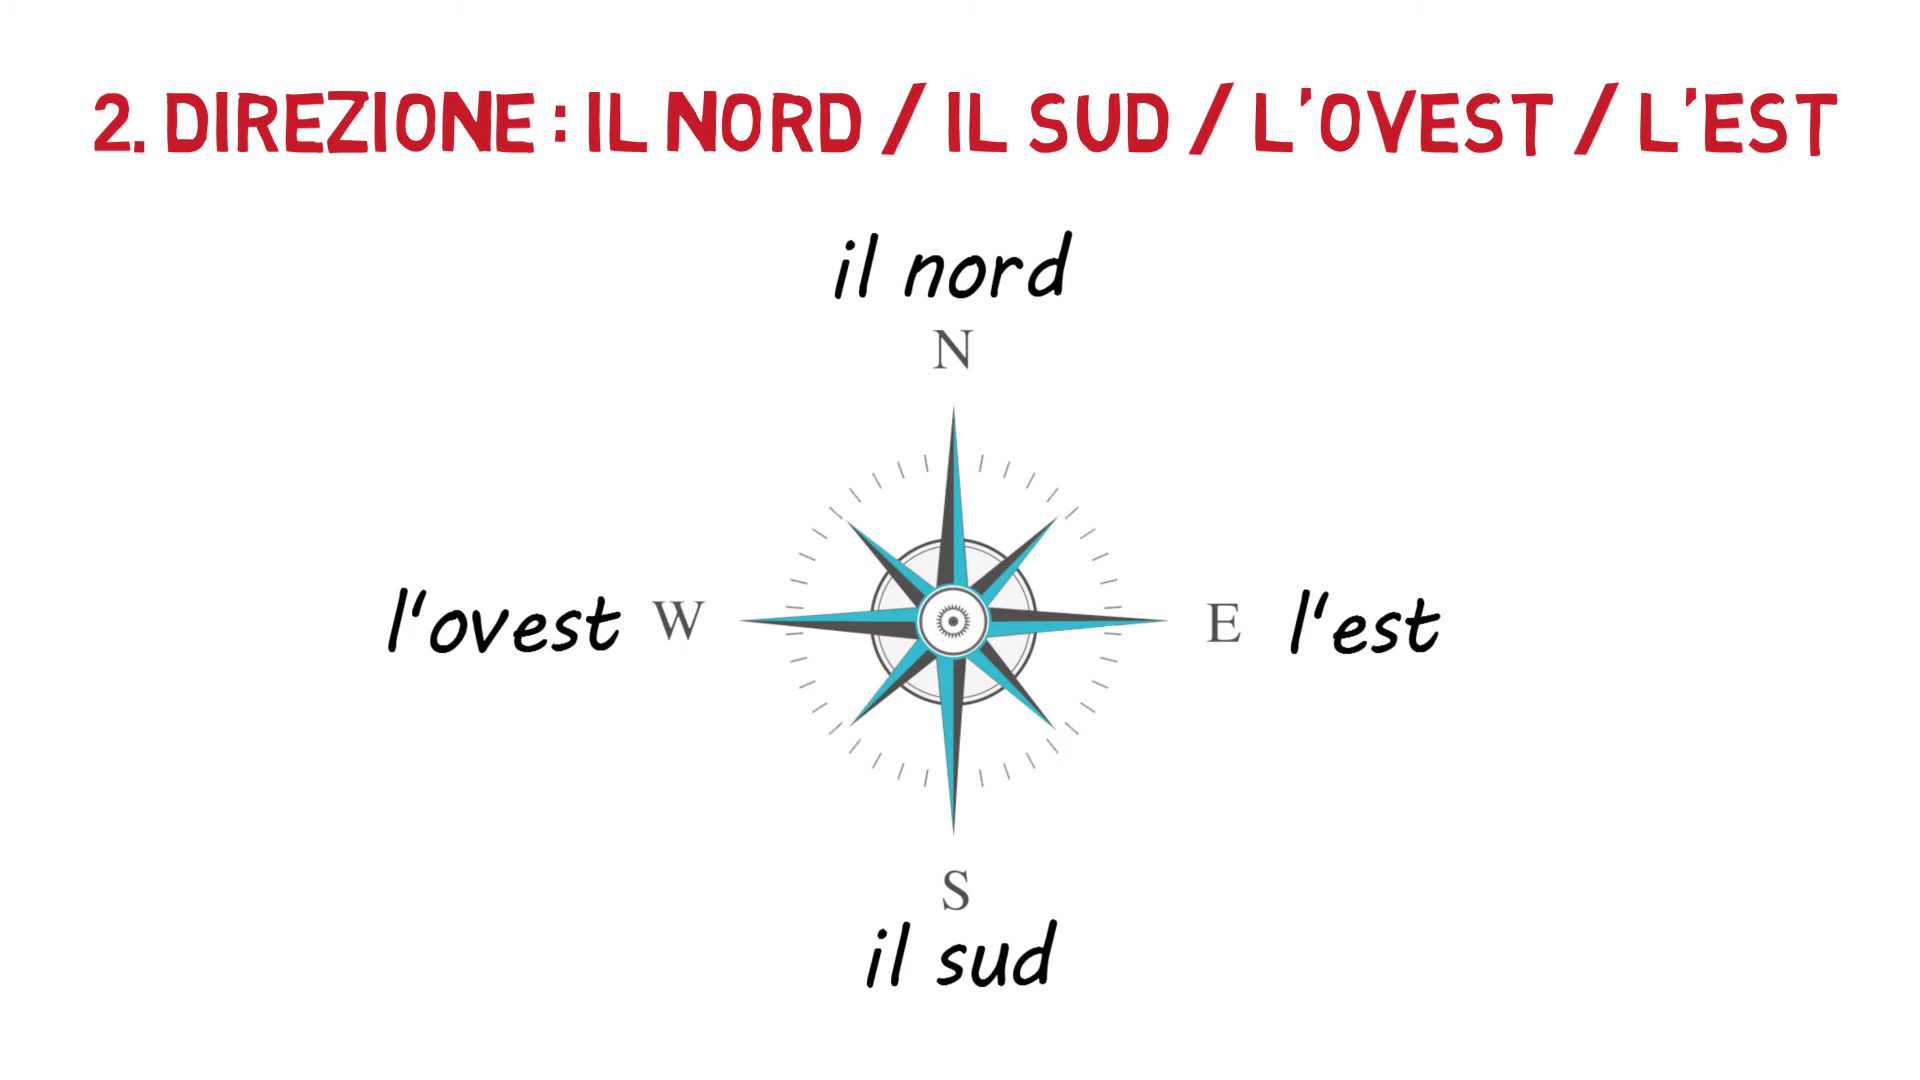 2. DIREZIONE : IL NORD / IL SUD / L'OVEST / L'EST
il nord
N
l'ovest W E l'est
S
il sud